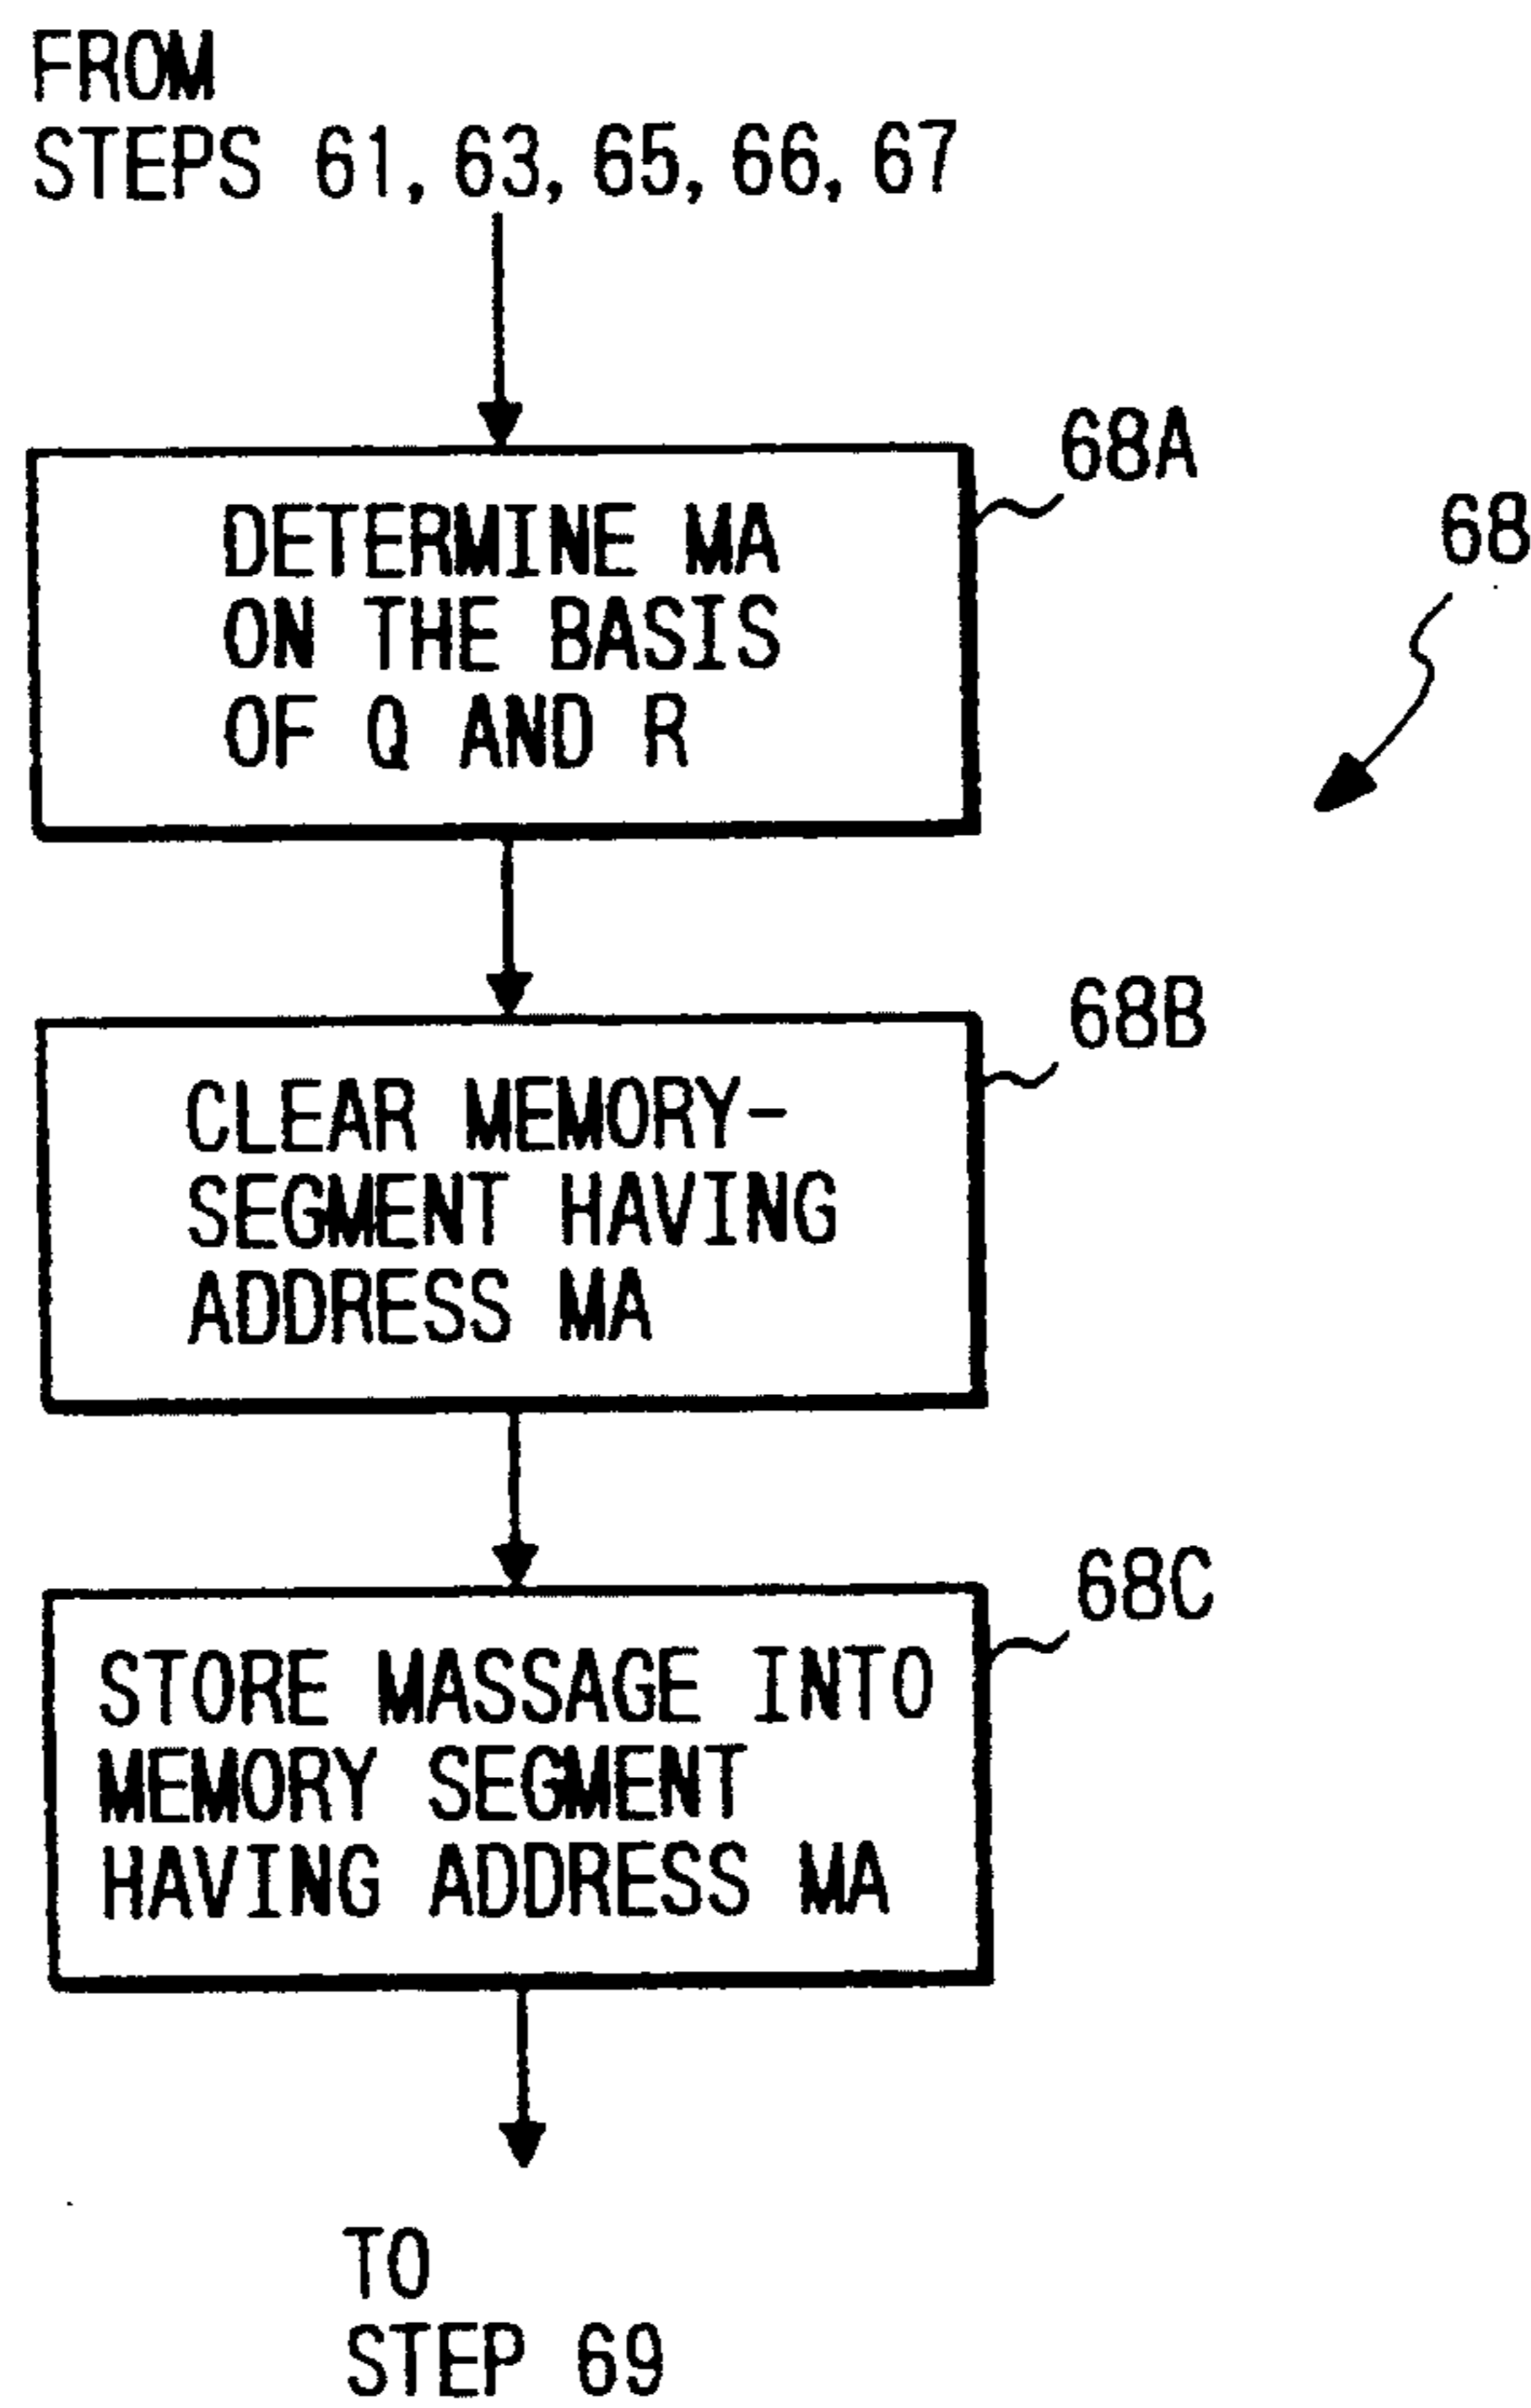 FROM
STEPS 61, 63, 65, 66, 67
68A
68
DETERMINE MA
ON THE BASIS
OF Q AND R
68B
CLEAR MEMORY-
SEGMENT HAVING
ADDRESS MA
68C
STORE MASSAGE INTO
MEMORY SEGMENT
HAVING ADDRESS MA
TO
STEP 69